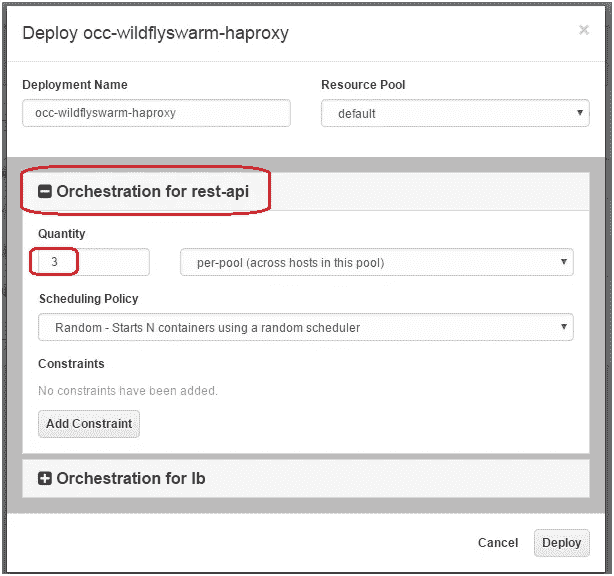 Deploy occ-wildflyswarm-haproxy
×
Deployment Name
Resource Pool
occ-wildflyswarm-haproxy
default
Orchestration for rest-api
Quantity
3
per-pool (across hosts in this pool)
Scheduling Policy
Random - Starts N containers using a random scheduler
Constraints
No constraints have been added.
Add Constraint
Orchestration for lb
Cancel
Deploy